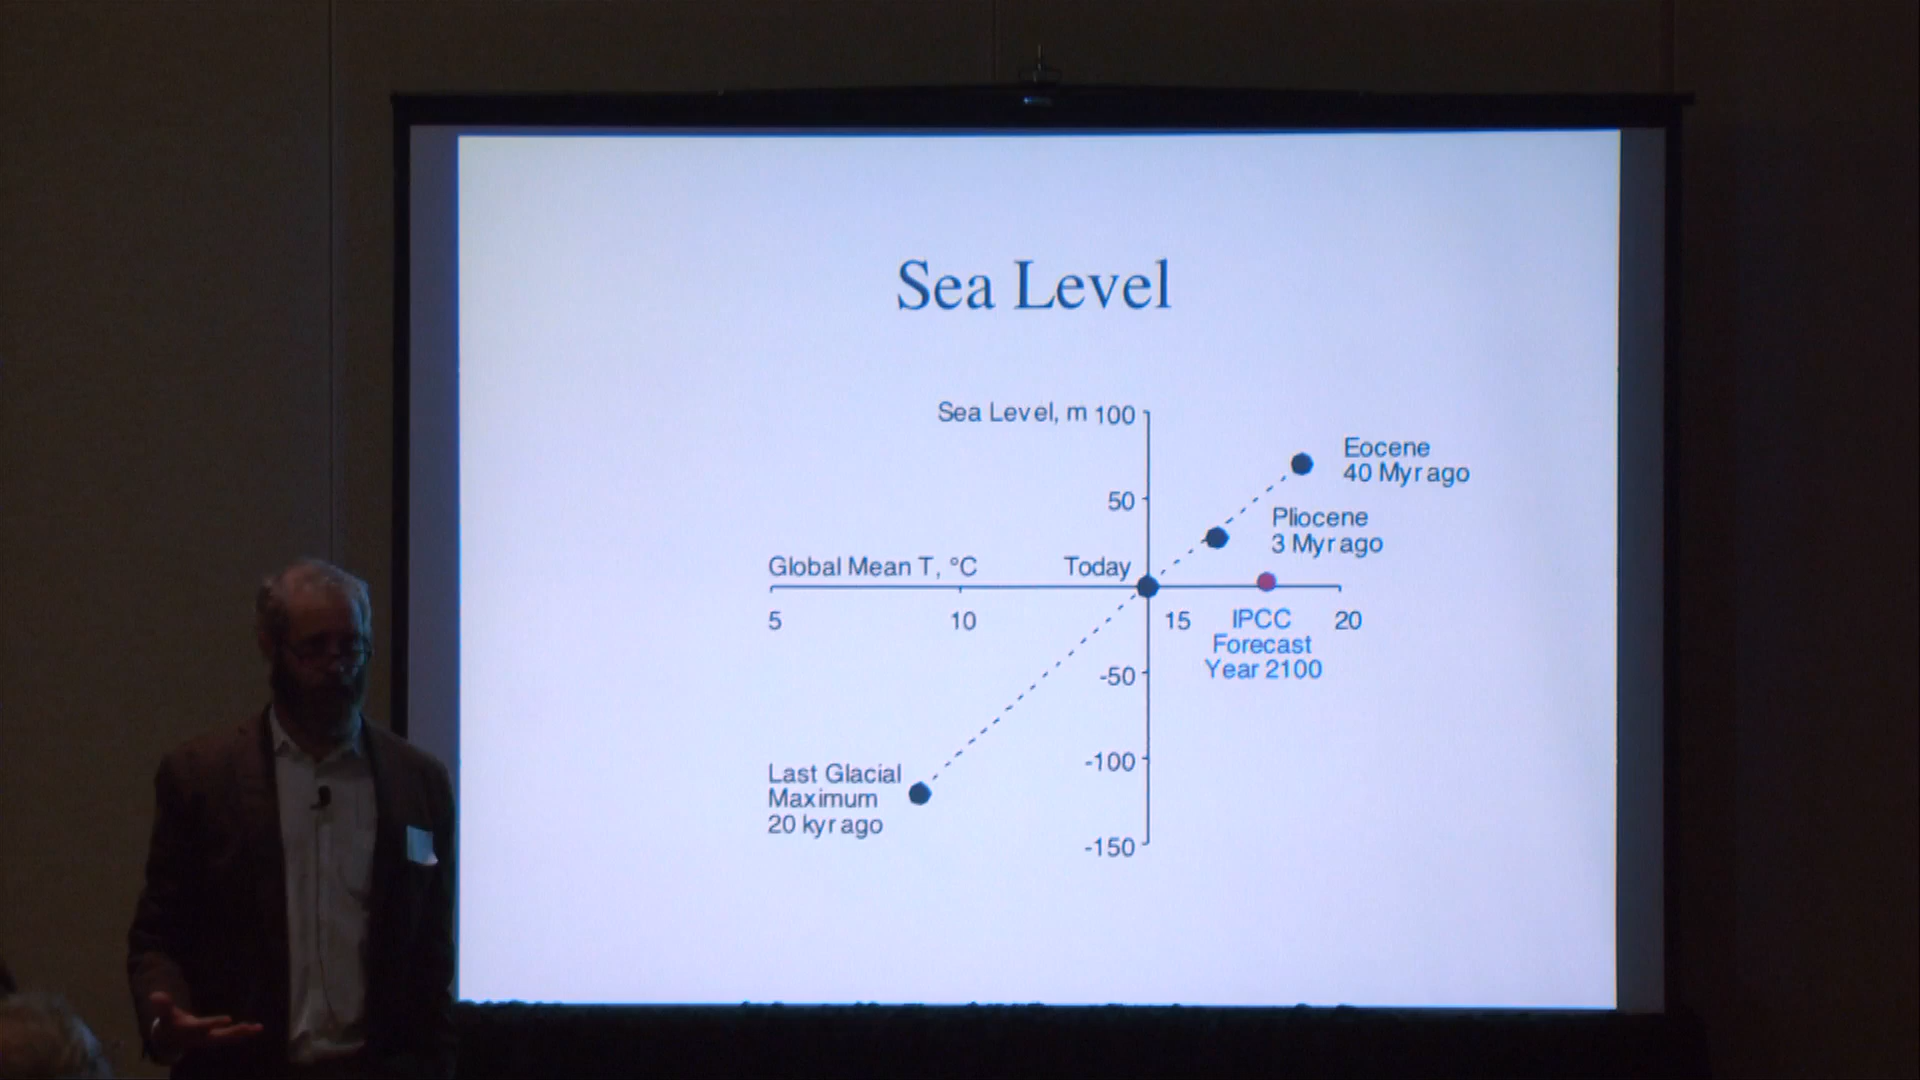 Sea Level
Sea Level, m 100
Eocene
40 Myr ago
50
Pliocene
3 Myr ago
Global Mean T, °C
Today
5
10
15
20
IPCC
Forecast
Year 2100
-50
-100
Last Glacial
Maximum
20 kyr ago
-150